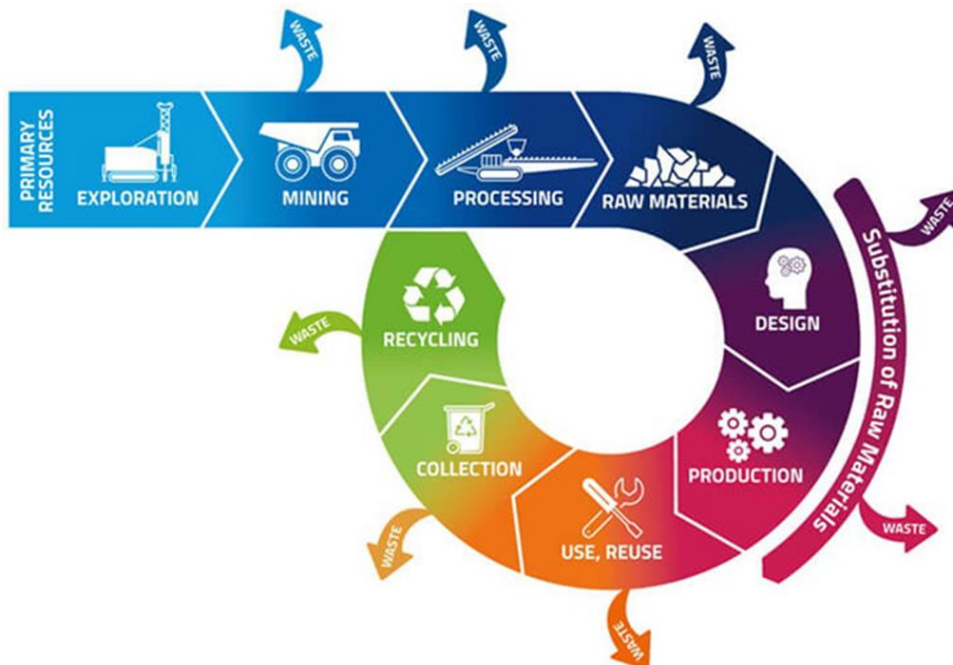 WASTE
WASTE
WASTE
PRIMARY
RESOURCES
EXPLORATION
MINING
PROCESSING
RAW MATERIALS
WASTE
Substitution of Raw Materials
DESIGN
RECYCLING
WASTE
COLLECTION
PRODUCTION
WASTE
USE, REUSE
WASTE
WASTE